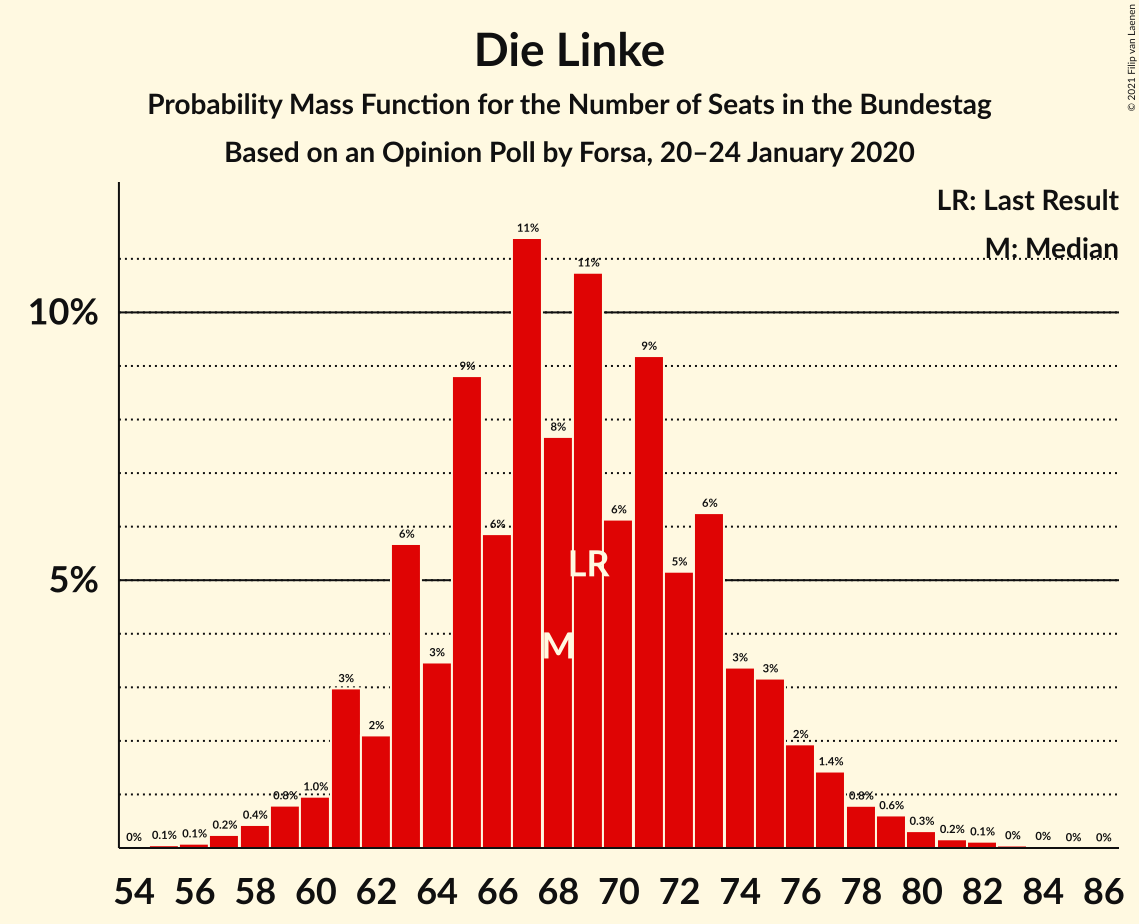 Die Linke
Probability Mass Function for the Number of Seats in the Bundestag
Based on an Opinion Poll by Forsa, 20–24 January 2020
© 2021 Filip van Laenen
LR: Last Result
M: Median
10%
5%
0% 0.1% 0.1% 0.2% 0.4% 0.8% 1.0% 3% 2% 6% 3% 9% 6% 11% 8% 11% 6% 9% 5% 6% 3% 3% 2% 1.4% 0.8% 0.6% 0.3% 0.2% 0.1% 0% 0% 0% 0%
LR
M
54 56 58 60 62 64 66 68 70 72 74 76 78 80 82 84 86